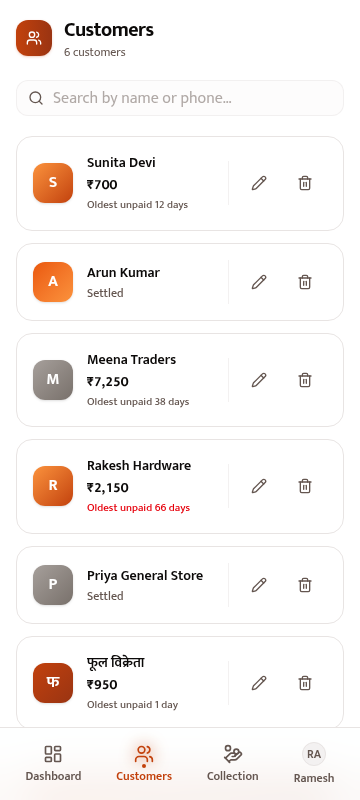 Customers
6 customers
Search by name or phone...
S
Sunita Devi
₹700
Oldest unpaid 12 days
A
Arun Kumar
Settled
M
Meena Traders
₹7,250
Oldest unpaid 38 days
R
Rakesh Hardware
₹2,150
Oldest unpaid 66 days
P
Priya General Store
Settled
फ
फूल विक्रेता
₹950
Oldest unpaid 1 day
Dashboard
Customers
Collection
RA
Ramesh